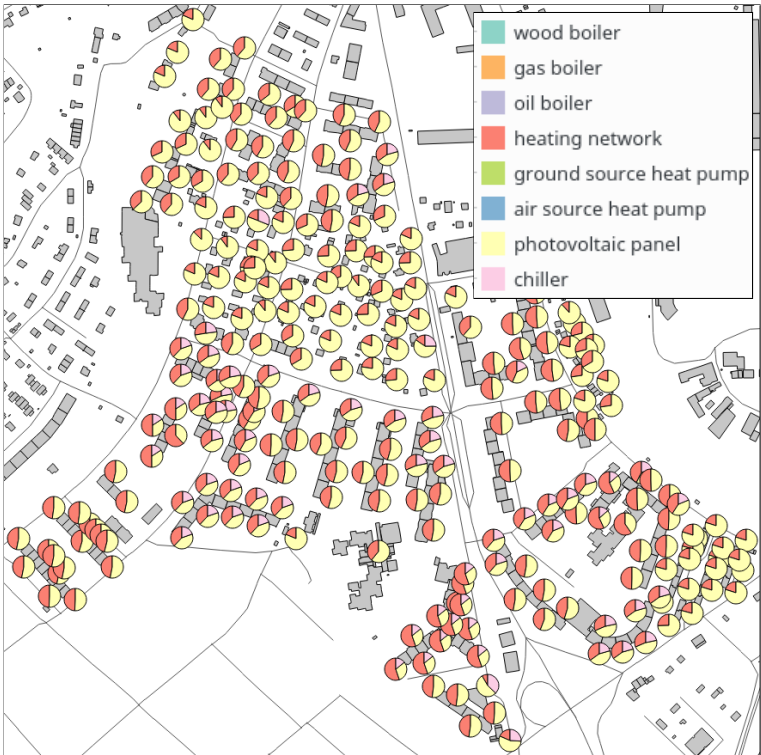 wood boiler
gas boiler
oil boiler
heating network
ground source heat pump
air source heat pump
photovoltaic panel
chiller